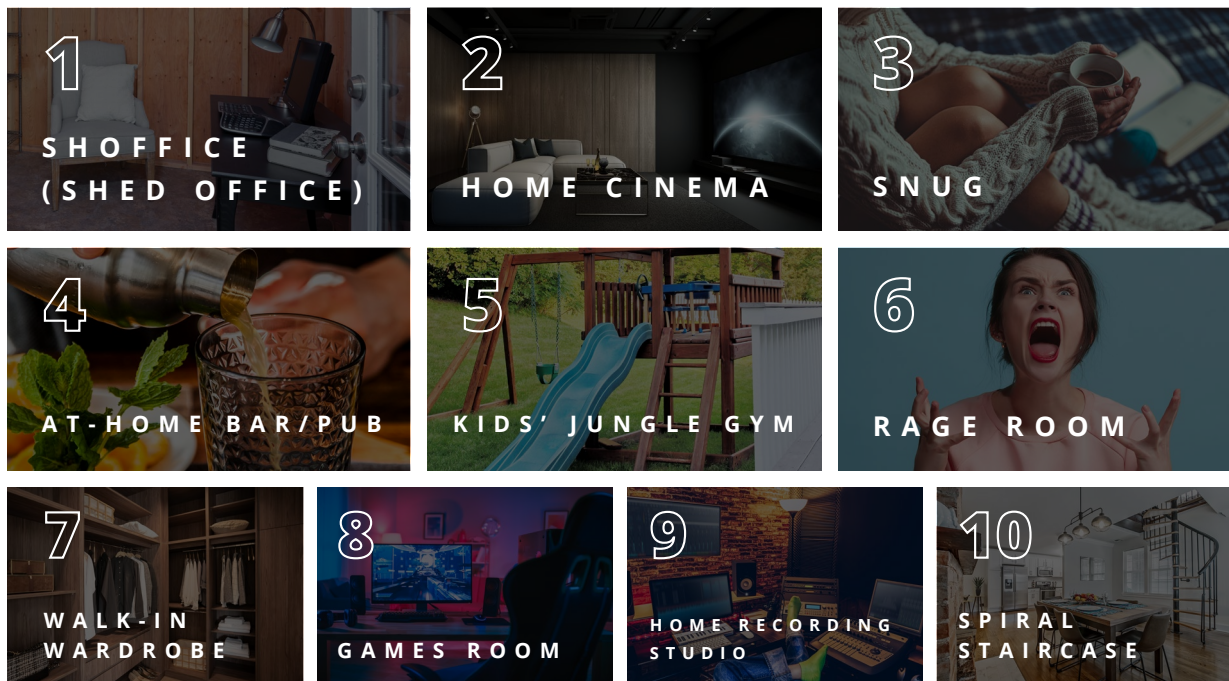 1
SHOFFICE
(SHED OFFICE)
2
HOME CINEMA
3
SNUG
4
AT-HOME BAR/PUB
5
KIDS’ JUNGLE GYM
6
RAGE ROOM
7
WALK-IN
WARDROBE
8
GAMES ROOM
9
HOME RECORDING
STUDIO
10
SPIRAL
STAIRCASE